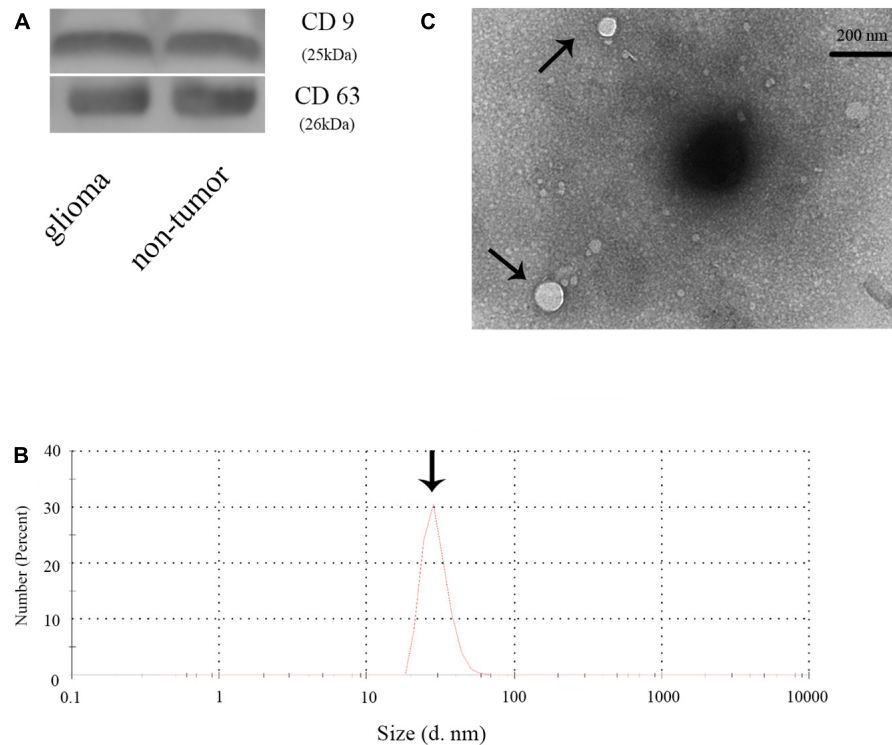 A
CD 9
(25kDa)
CD 63
(26kDa)
glioma
non-tumor
C
200 nm
B
Number (Percent)
40
30
20
10
0
0.1 1 10 100 1000 10000
Size (d. nm)